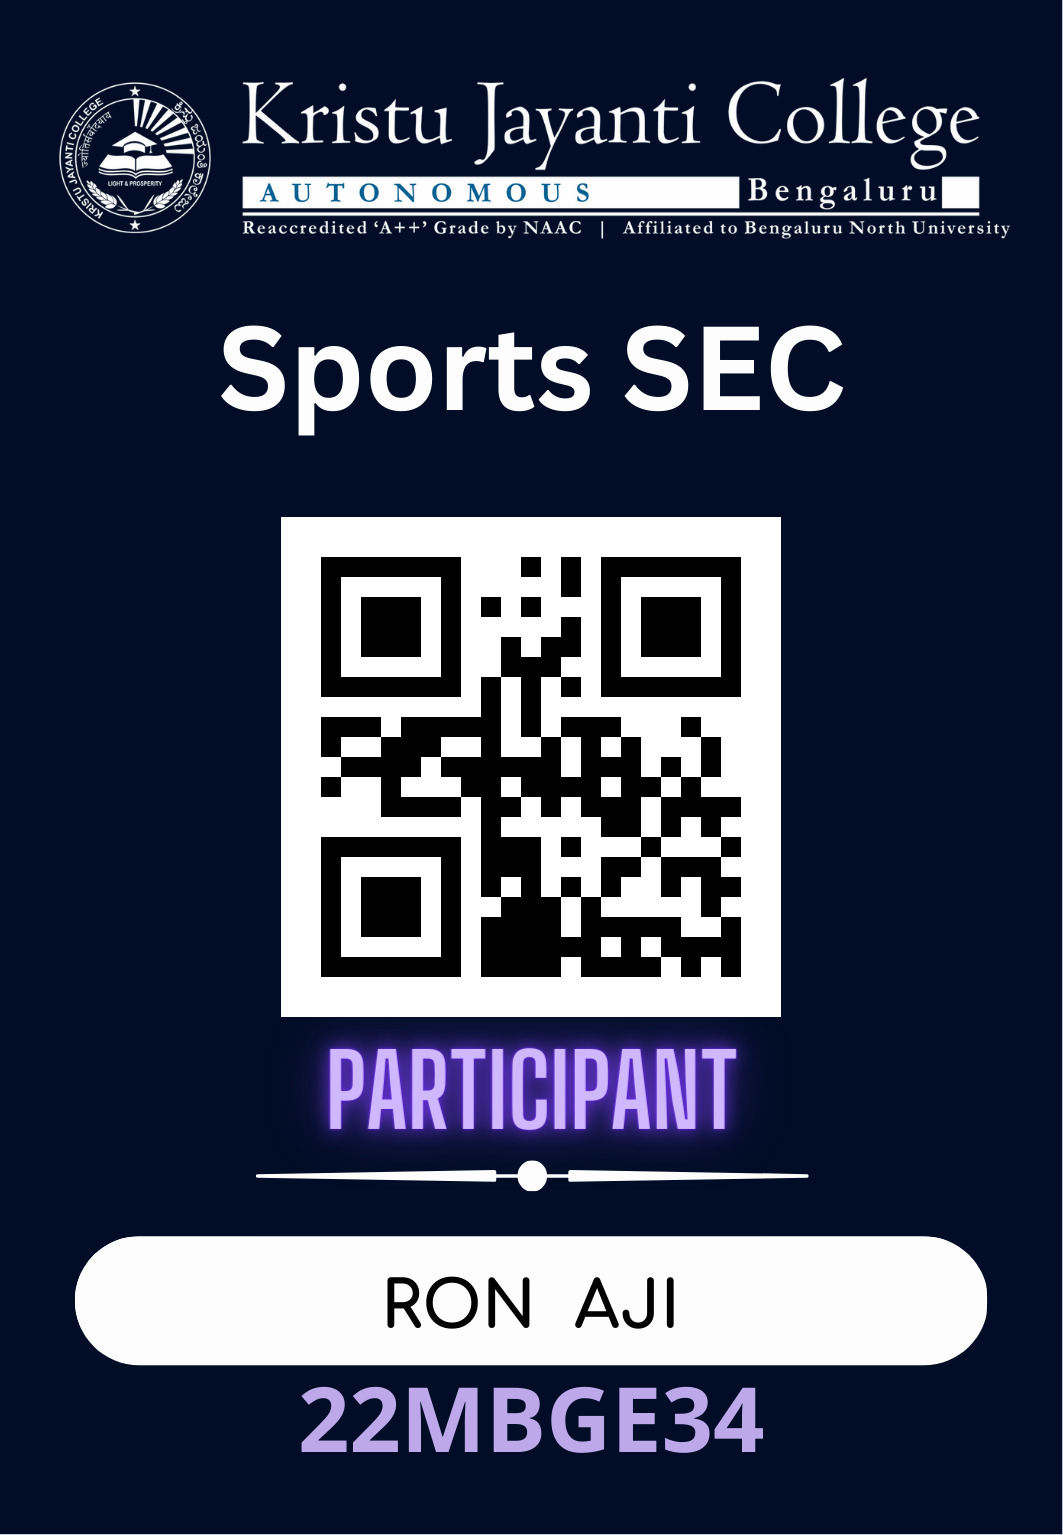 KRISTU JAYANTI COLLEGE
ज्योतिसंवाद्याय
ಕ್ರಿಸ್ತು ಜಯಂತಿ ಕಾಲೇಜು
LIGHT & PROSPERITY
Kristu Jayanti College
AUTONOMOUS Bengaluru
Reaccredited ‘A++’ Grade by NAAC | Affiliated to Bengaluru North University
Sports SEC
PARTICIPANT
RON AJI
22MBGE34